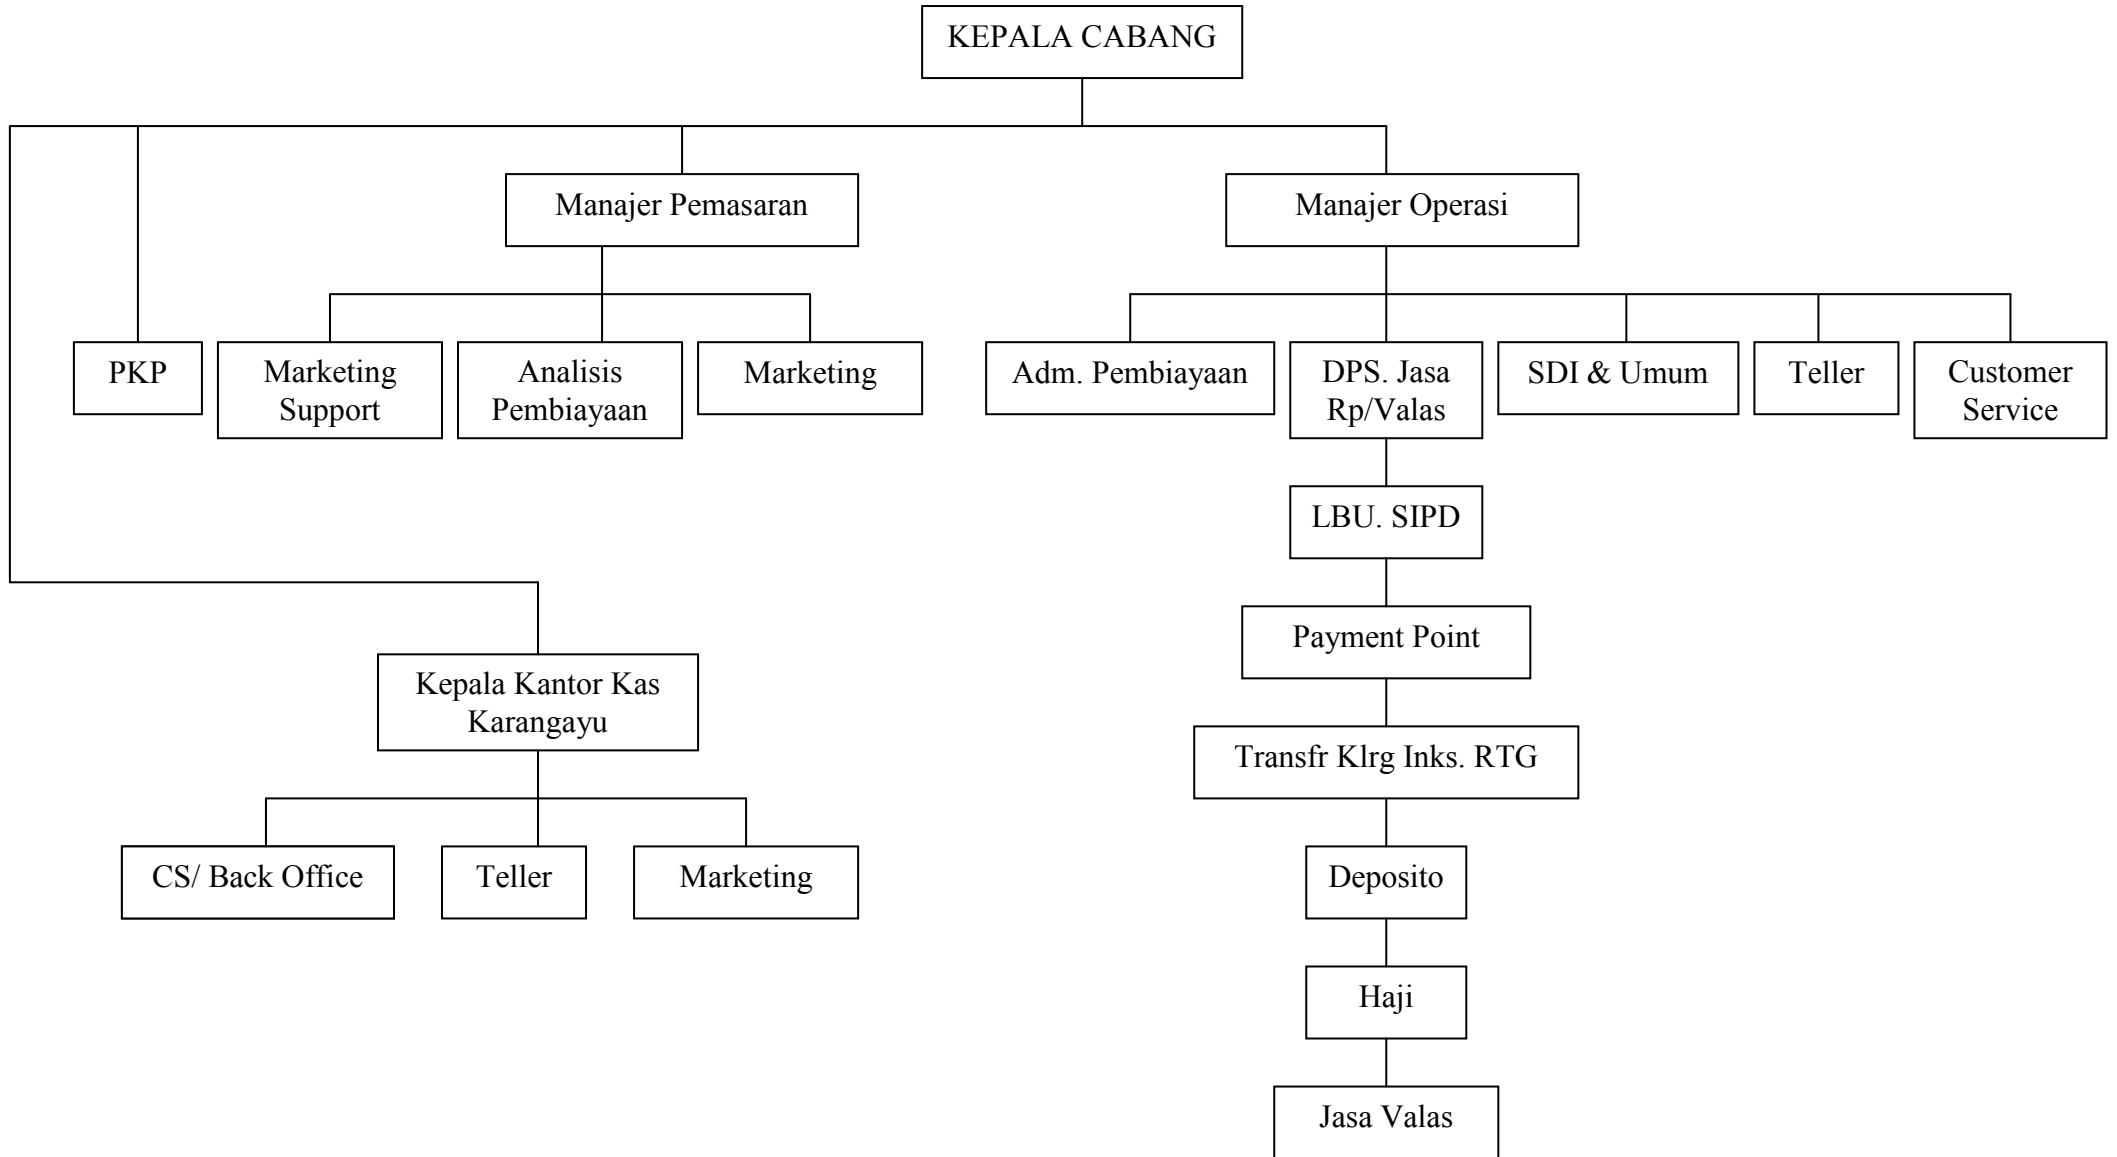 KEPALA CABANG
Manajer Pemasaran
Manajer Operasi
PKP
Marketing
Support
Analisis
Pembiayaan
Marketing
Adm. Pembiayaan
DPS. Jasa
Rp/Valas
SDI & Umum
Teller
Customer
Service
LBU. SIPD
Payment Point
Kepala Kantor Kas
Karangayu
Transfr Klrg Inks. RTG
CS/ Back Office
Teller
Marketing
Deposito
Haji
Jasa Valas